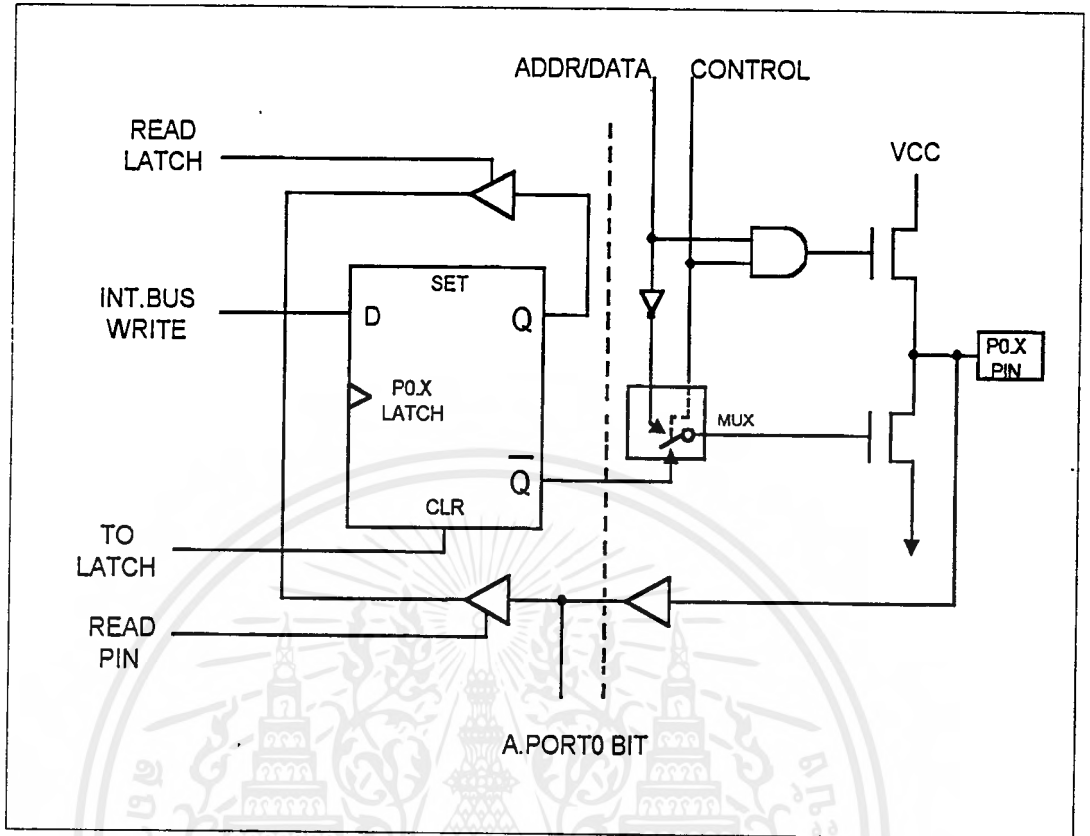 ADDR/DATA CONTROL
READ
LATCH
VCC
INT.BUS
WRITE
SET
D
Q
P0.X
LATCH
P0.X
PIN
MUX
Q
CLR
TO
LATCH
READ
PIN
A.PORT0 BIT